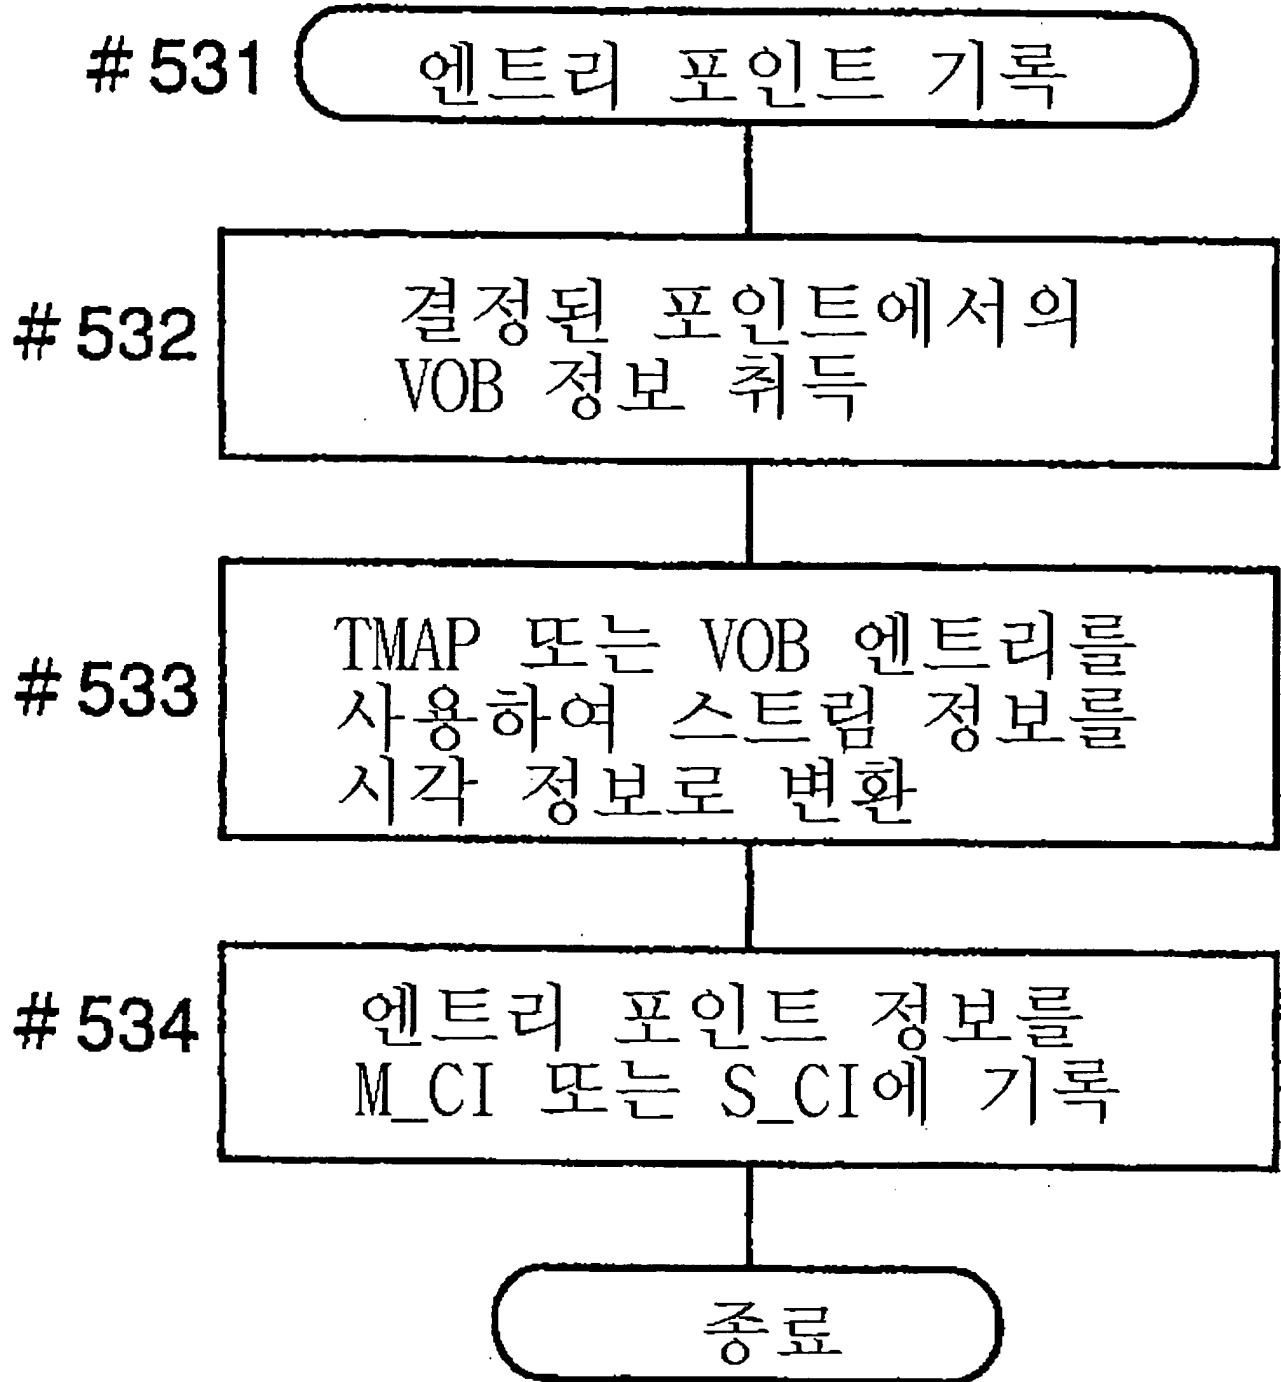 #531 엔트리 포인트 기록
#532 결정된 포인트에서의
VOB 정보 취득
#533 TMAP 또는 VOB 엔트리를
사용하여 스트림 정보를
시각 정보로 변환
#534 엔트리 포인트 정보를
M_CI 또는 S_CI에 기록
종료